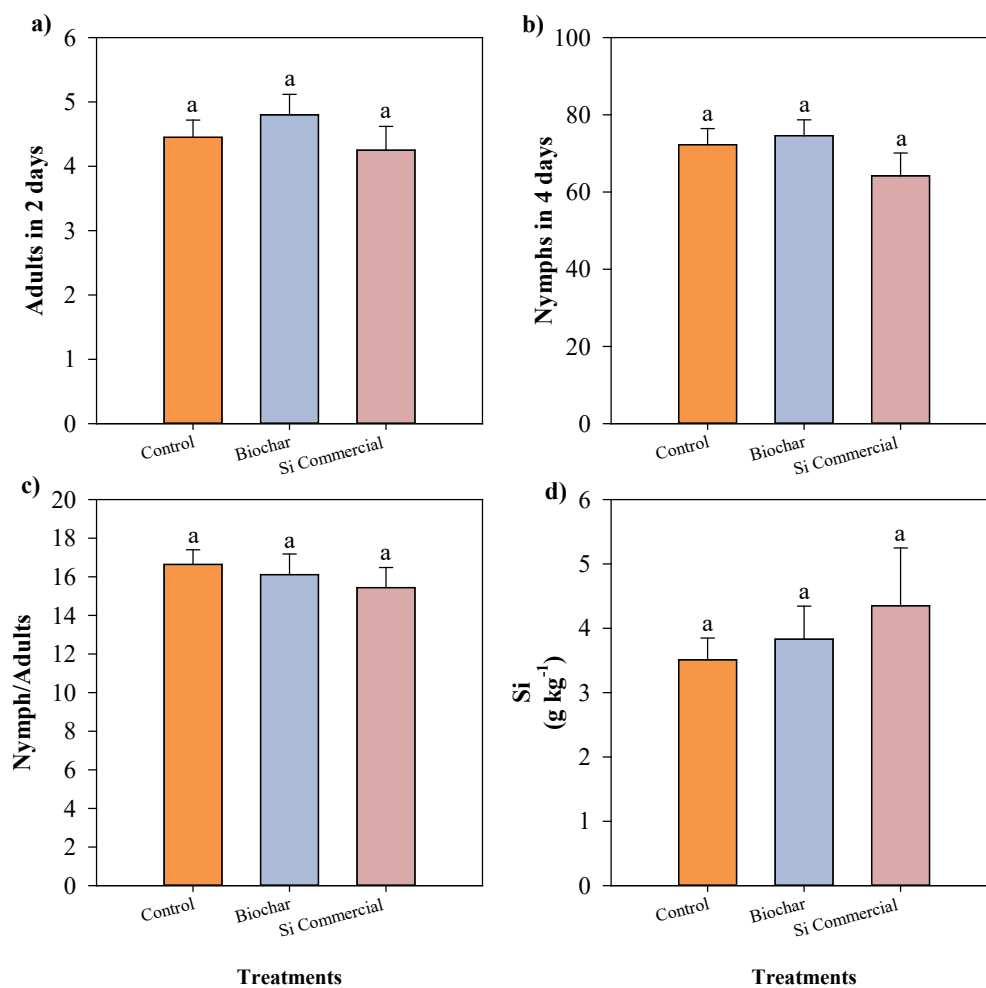 a)
Adults in 2 days
6
5
4
3
2
1
0
a
a
a
Control
Biochar
Si Commercial
b)
Nymphs in 4 days
100
80
60
40
20
0
a
a
a
Control
Biochar
Si Commercial
c)
Nymph/Adults
20
18
16
14
12
10
8
6
4
2
0
a
a
a
Control
Biochar
Si Commercial
Treatments
d)
Si
(g kg⁻¹)
6
5
4
3
2
1
0
a
a
a
Control
Biochar
Si Commercial
Treatments